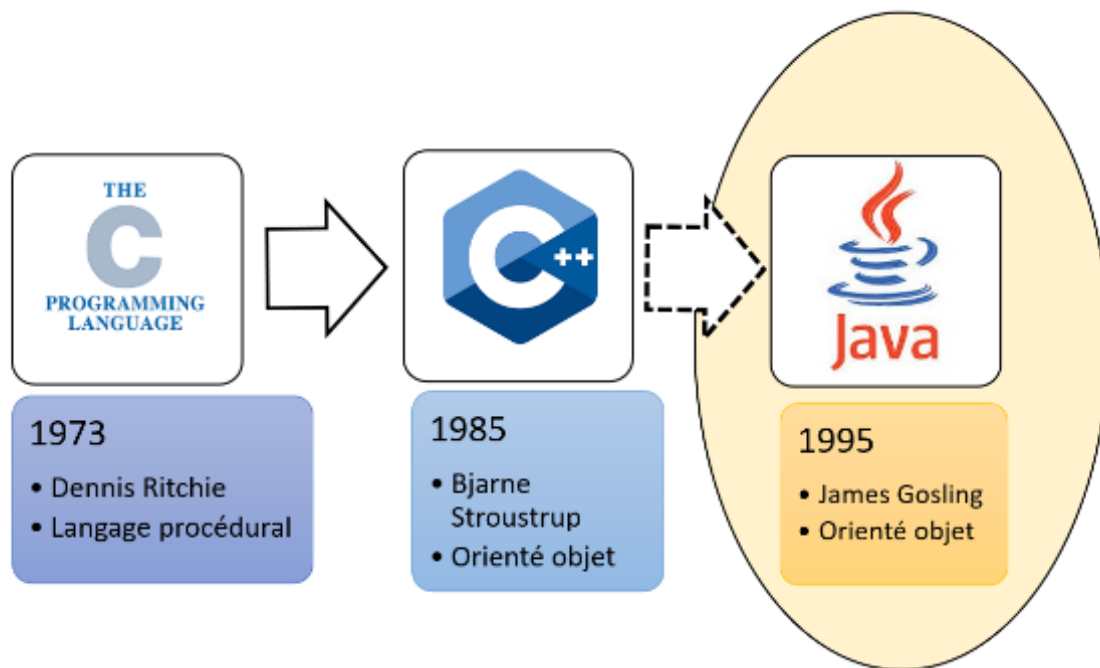 THE
C
PROGRAMMING
LANGUAGE
1973
• Dennis Ritchie
• Langage procédural
C++
1985
• Bjarne
Stroustrup
• Orienté objet
Java
1995
• James Gosling
• Orienté objet